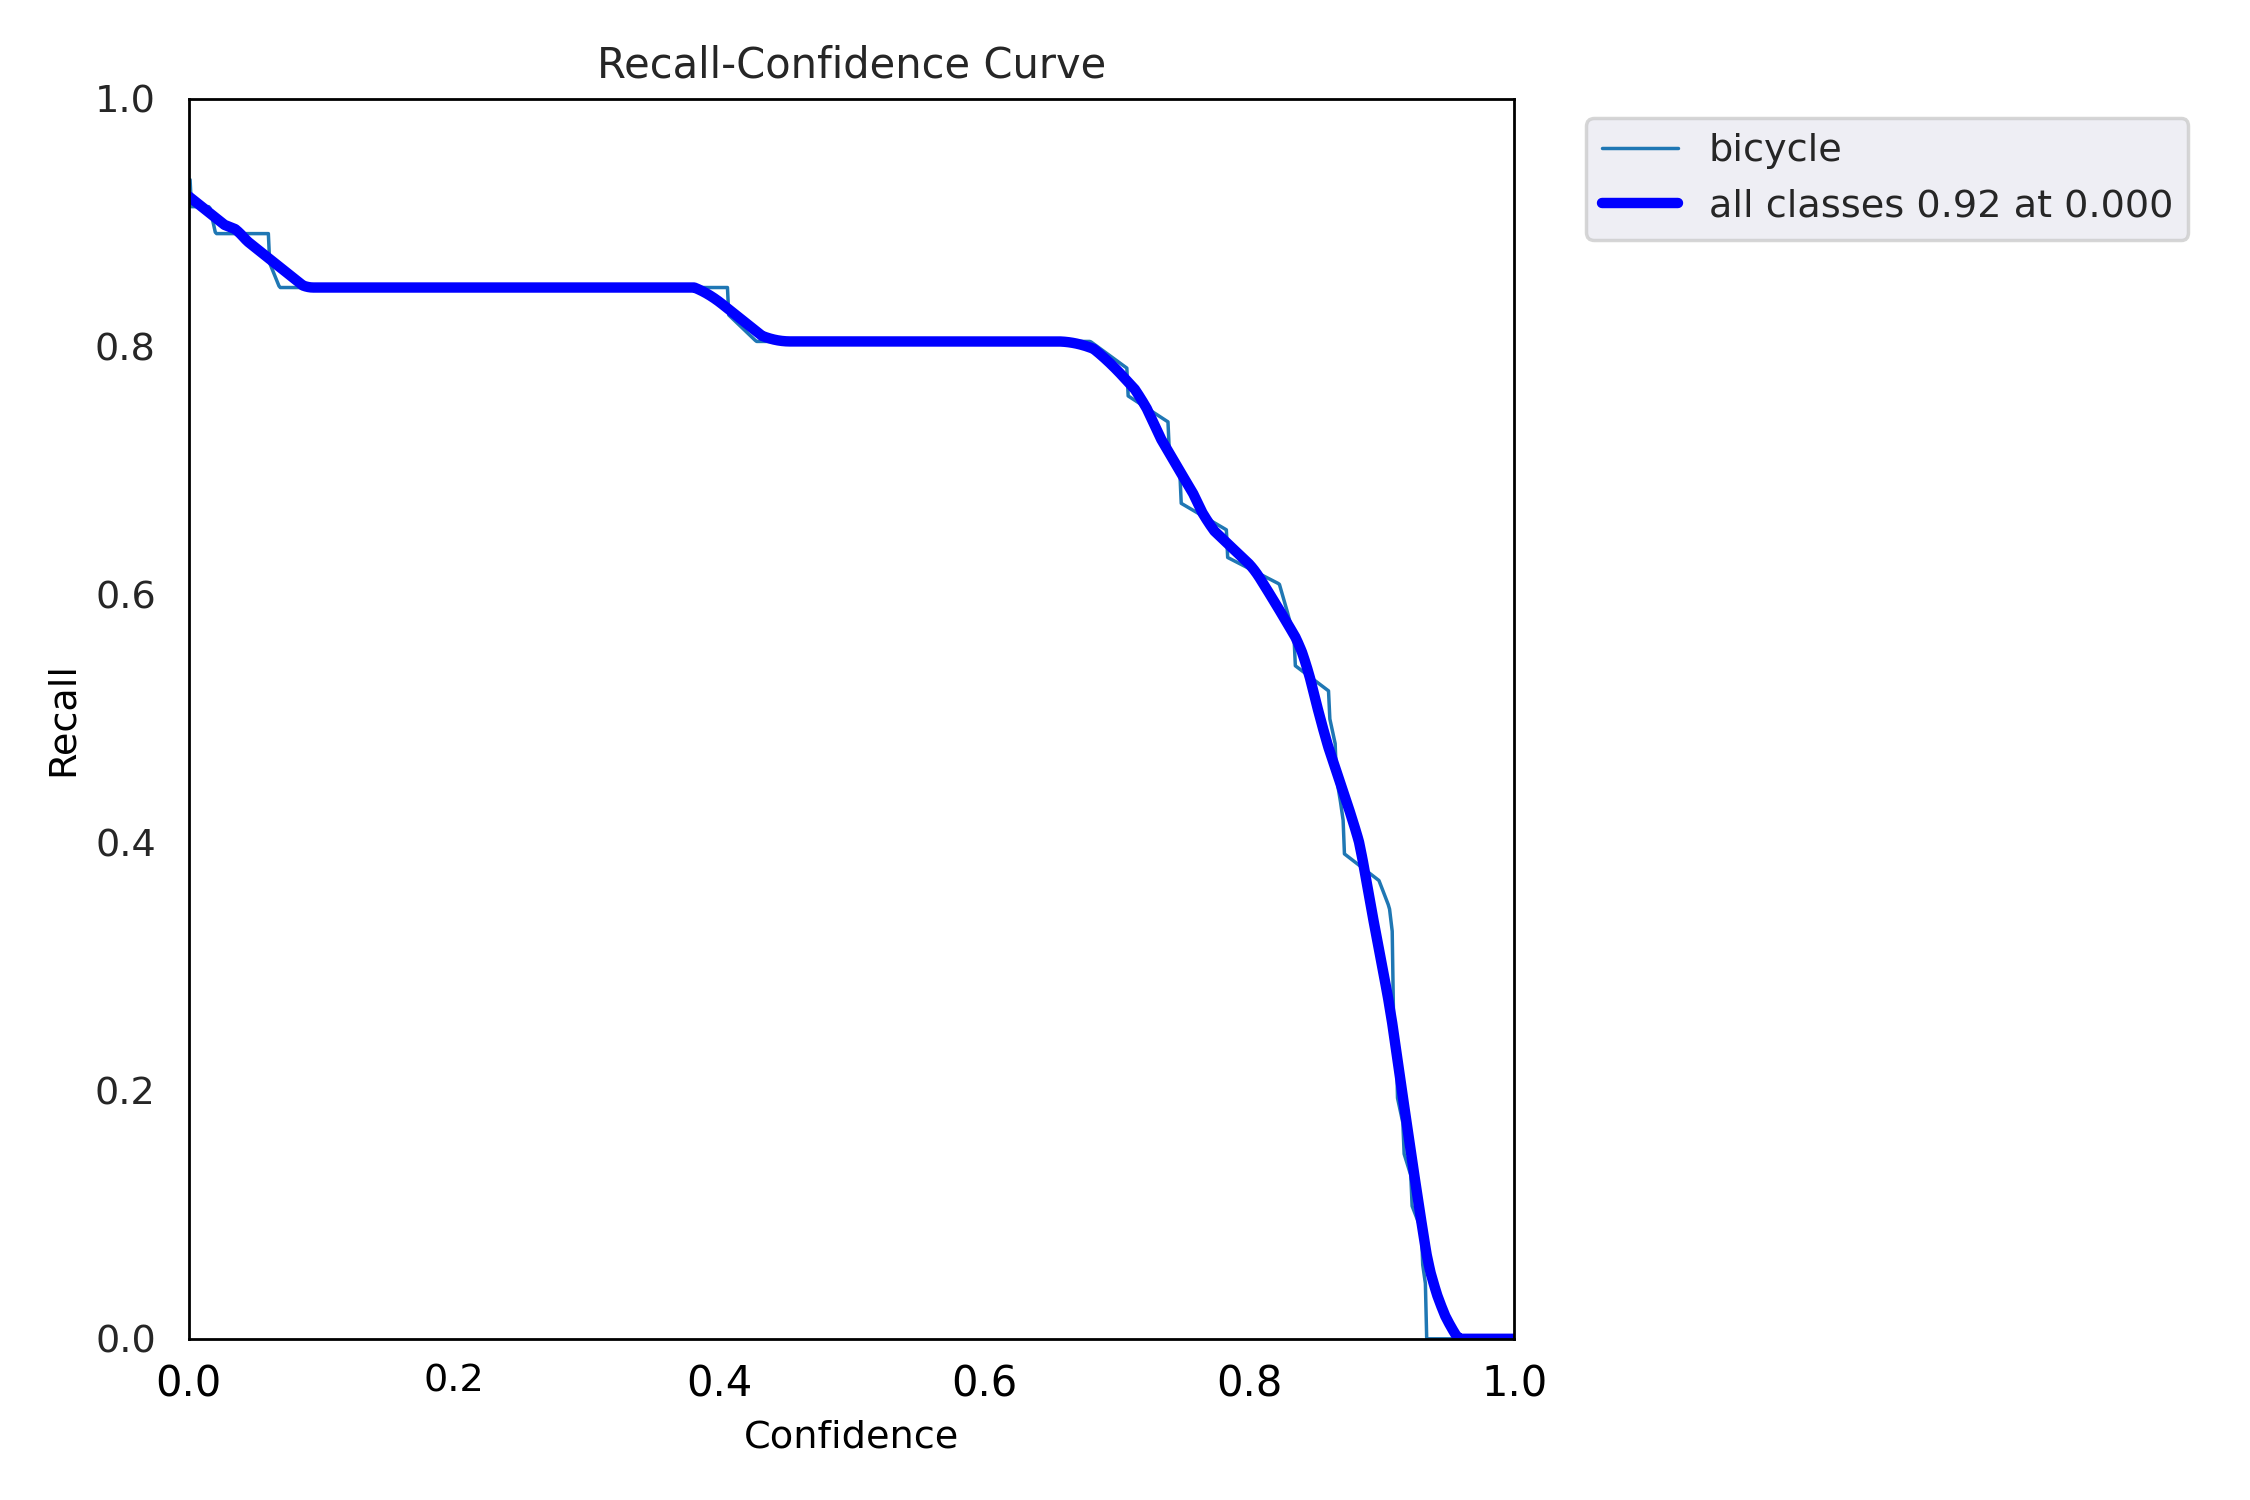 Recall-Confidence Curve
1.0
0.8
0.6
0.4
0.2
0.0
Recall
0.0 0.2 0.4 0.6 0.8 1.0
Confidence
bicycle
all classes 0.92 at 0.000